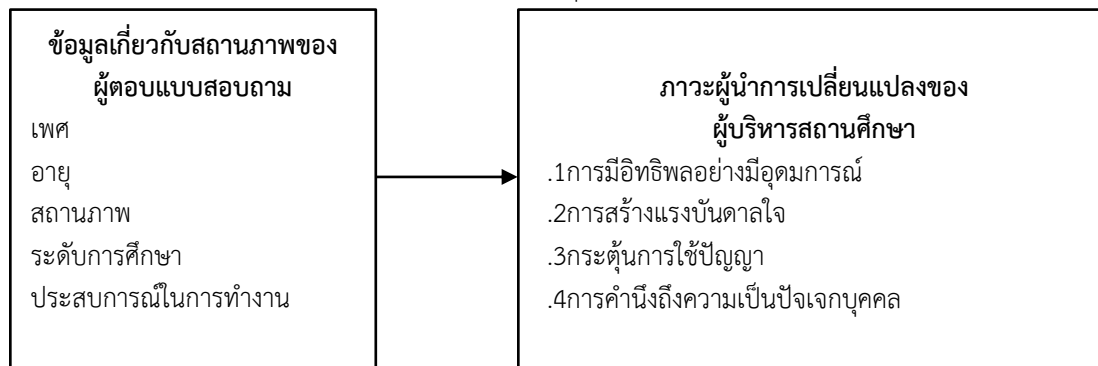 ข้อมูลเกี่ยวกับสถานภาพของ
ผู้ตอบแบบสอบถาม
เพศ
อายุ
สถานภาพ
ระดับการศึกษา
ประสบการณ์ในการทำงาน
ภาวะผู้นำการเปลี่ยนแปลงของ
ผู้บริหารสถานศึกษา
.1การมีอิทธิพลอย่างมีอุดมการณ์
.2การสร้างแรงบันดาลใจ
.3กระตุ้นการใช้ปัญญา
.4การคำนึงถึงความเป็นปัจเจกบุคคล